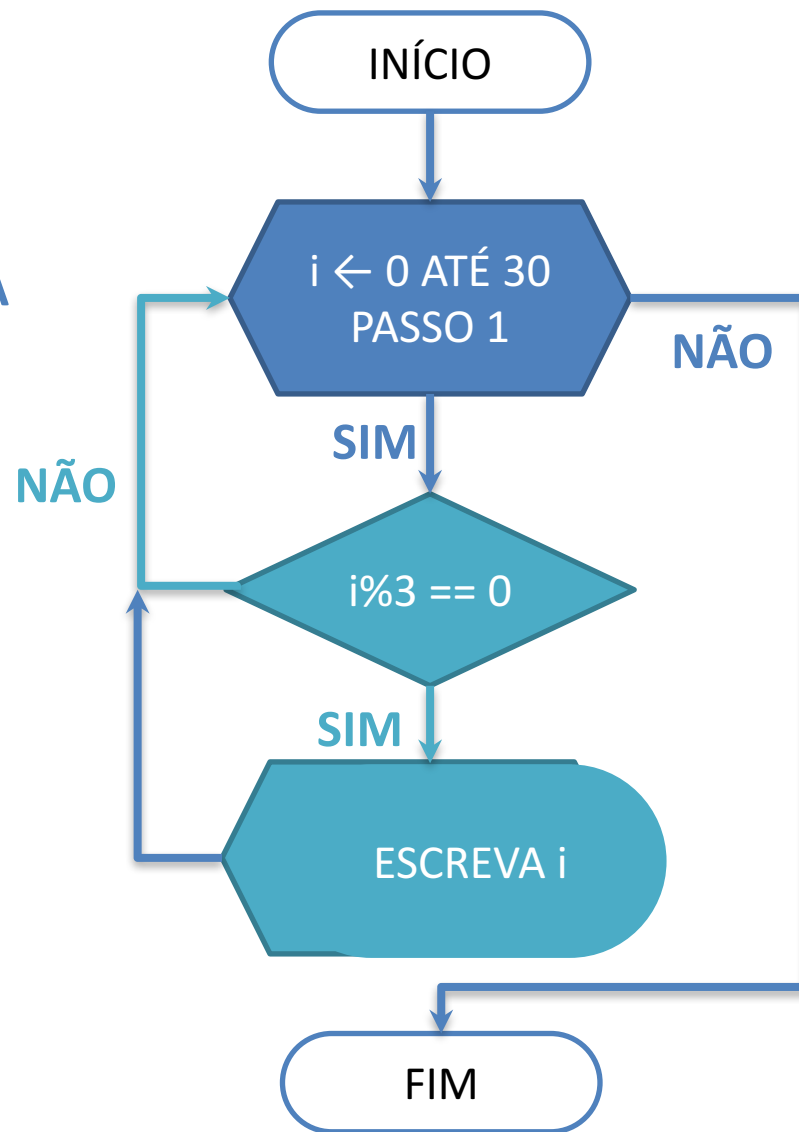 INÍCIO
i ← 0 ATÉ 30
PASSO 1
NÃO
SIM
NÃO
i%3 == 0
SIM
ESCREVA i
FIM